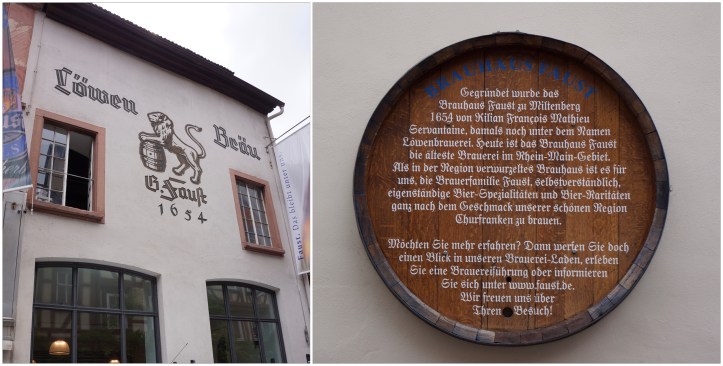 Löwen
Bräu
G. Faust
1654
Faust. Das bleibt unter uns.
BRAUHAUS FAUST
Gegründet wurde das
Brauhaus Faust zu Miltenberg
1654 von Kilian François Mathieu
Servantaine, damals noch unter dem Namen
Löwenbrauerei. Heute ist das Brauhaus Faust
die älteste Brauerei im Rhein-Main-Gebiet.
Als in der Region verwurzeltes Brauhaus ist es für
uns, die Brauerfamilie Faust, selbstverständlich,
eigenständige Bier-Spezialitäten und Bier-Raritäten
ganz nach dem Geschmack unserer schönen Region
Churfranken zu brauen.
Möchten Sie mehr erfahren? Dann werfen Sie doch
einen Blick in unseren Brauerei-Laden, erleben
Sie eine Brauereiführung oder informieren
Sie sich unter www.faust.de.
Wir freuen uns über
Ihren Besuch!